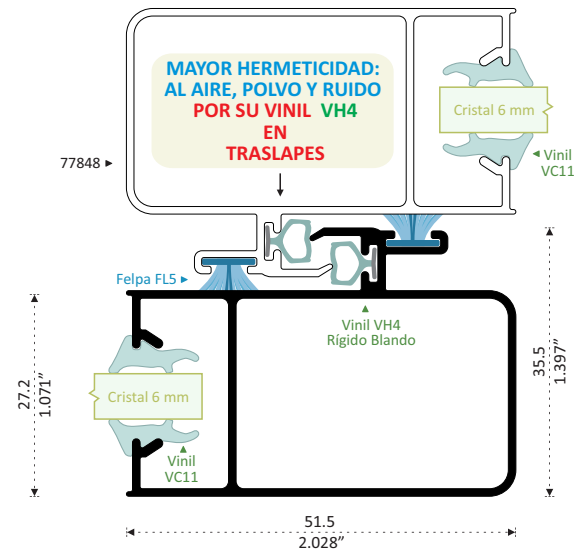 MAYOR HERMETICIDAD:
AL AIRE, POLVO Y RUIDO
POR SU VINIL VH4
EN
TRASLAPES
Cristal 6 mm
77848
Vinil
VC11
Felpa FL5
Vinil VH4
Rígido Blando
27.2
1.071”
35.5
1.397”
Cristal 6 mm
Vinil
VC11
51.5
2.028”